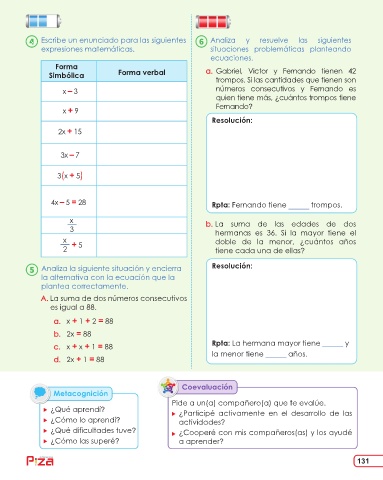 4 Escribe un enunciado para las siguientes
expresiones matemáticas.
Forma
Simbólica
Forma verbal
x − 3
x + 9
2x + 15
3x − 7
3(x + 5)
4x − 5 = 28
x/3
x/2 + 5
5 Analiza la siguiente situación y encierra
la alternativa con la ecuación que la
plantea correctamente.
A. La suma de dos números consecutivos
es igual a 88.
a. x + 1 + 2 = 88
b. 2x = 88
c. x + x + 1 = 88
d. 2x + 1 = 88
6 Analiza y resuelve las siguientes
situaciones problemáticas planteando
ecuaciones.
a. Gabriel, Víctor y Fernando tienen 42
trompos. Si las cantidades que tienen son
números consecutivos y Fernando es
quien tiene más, ¿cuántos trompos tiene
Fernando?
Resolución:
Rpta: Fernando tiene ______ trompos.
b. La suma de las edades de dos
hermanas es 36. Si la mayor tiene el
doble de la menor, ¿cuántos años
tiene cada una de ellas?
Resolución:
Rpta: La hermana mayor tiene ______ y
la menor tiene ______ años.
Metacognición
¿Qué aprendí?
¿Cómo lo aprendí?
¿Qué dificultades tuve?
¿Cómo las superé?
Coevaluación
Pide a un(a) compañero(a) que te evalúe.
¿Participé activamente en el desarrollo de las
actividades?
¿Cooperé con mis compañeros(as) y los ayudé
a aprender?
Pizza
131